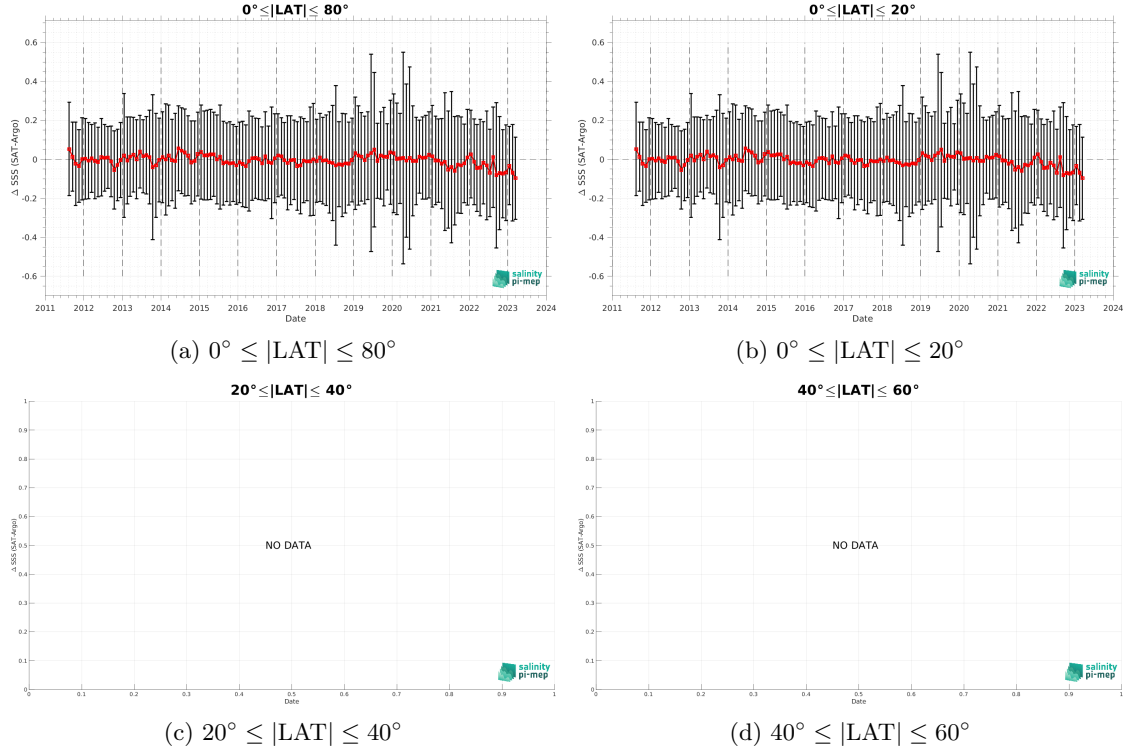 0°≤|LAT|≤ 80°
Δ SSS (SAT-Argo)
0.6
0.4
0.2
0
-0.2
-0.4
-0.6
2011 2012 2013 2014 2015 2016 2017 2018 2019 2020 2021 2022 2023 2024
Date
salinity
pi-mep
(a) 0° ≤ |LAT| ≤ 80°
0°≤|LAT|≤ 20°
Δ SSS (SAT-Argo)
0.6
0.4
0.2
0
-0.2
-0.4
-0.6
2011 2012 2013 2014 2015 2016 2017 2018 2019 2020 2021 2022 2023 2024
Date
salinity
pi-mep
(b) 0° ≤ |LAT| ≤ 20°
20°≤|LAT|≤ 40°
Δ SSS (SAT-Argo)
1
0.9
0.8
0.7
0.6
0.5
0.4
0.3
0.2
0.1
0
NO DATA
0 0.1 0.2 0.3 0.4 0.5 0.6 0.7 0.8 0.9 1
Date
salinity
pi-mep
(c) 20° ≤ |LAT| ≤ 40°
40°≤|LAT|≤ 60°
Δ SSS (SAT-Argo)
1
0.9
0.8
0.7
0.6
0.5
0.4
0.3
0.2
0.1
0
NO DATA
0 0.1 0.2 0.3 0.4 0.5 0.6 0.7 0.8 0.9 1
Date
salinity
pi-mep
(d) 40° ≤ |LAT| ≤ 60°